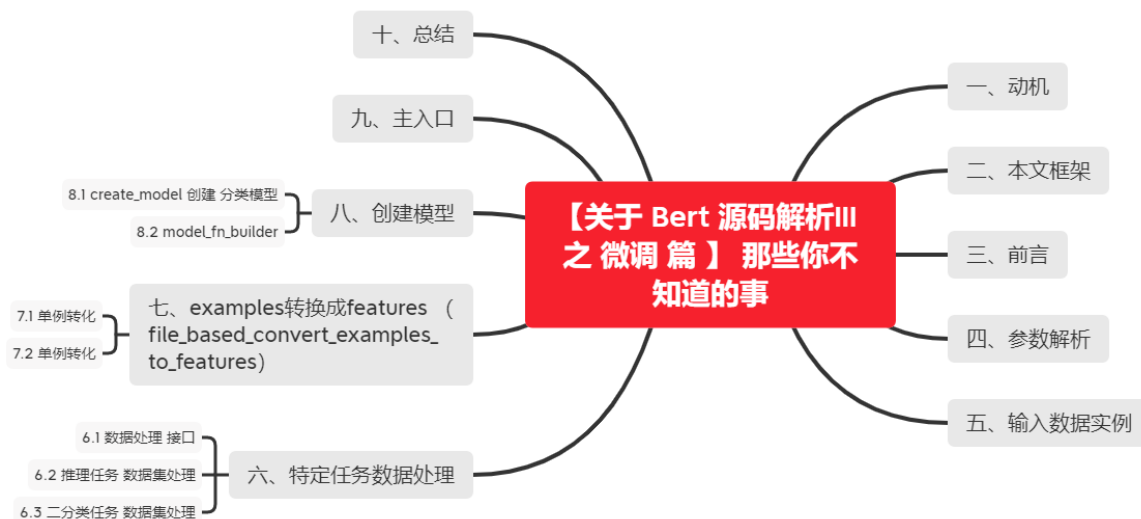 【关于 Bert 源码解析III
之 微调 篇 】 那些你不
知道的事
一、动机
二、本文框架
三、前言
四、参数解析
五、输入数据实例
六、特定任务数据处理
6.1 数据处理 接口
6.2 推理任务 数据集处理
6.3 二分类任务 数据集处理
七、examples转换成features （
file_based_convert_examples_
to_features）
7.1 单例转化
7.2 单例转化
八、创建模型
8.1 create_model 创建 分类模型
8.2 model_fn_builder
九、主入口
十、总结